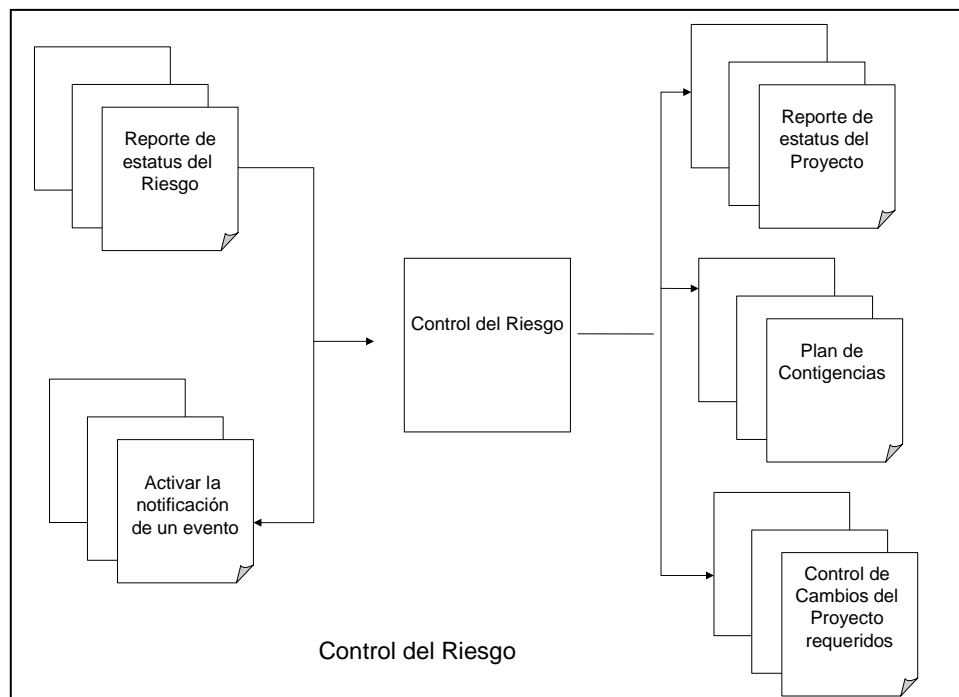 Reporte de
estatus del
Riesgo
Activar la
notificación
de un evento
Control del Riesgo
Reporte de
estatus del
Proyecto
Plan de
Contigencias
Control de
Cambios del
Proyecto
requeridos
Control del Riesgo